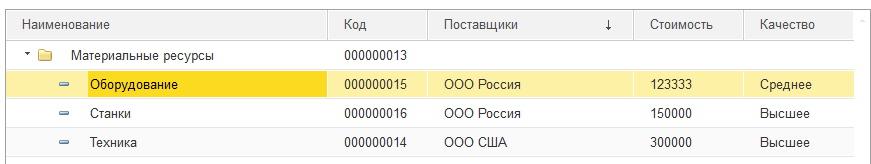 Наименование Код Поставщики ↓ Стоимость Качество
Материальные ресурсы 000000013
Оборудование 000000015 ООО Россия 123333 Среднее
Станки 000000016 ООО Россия 150000 Высшее
Техника 000000014 ООО США 300000 Высшее